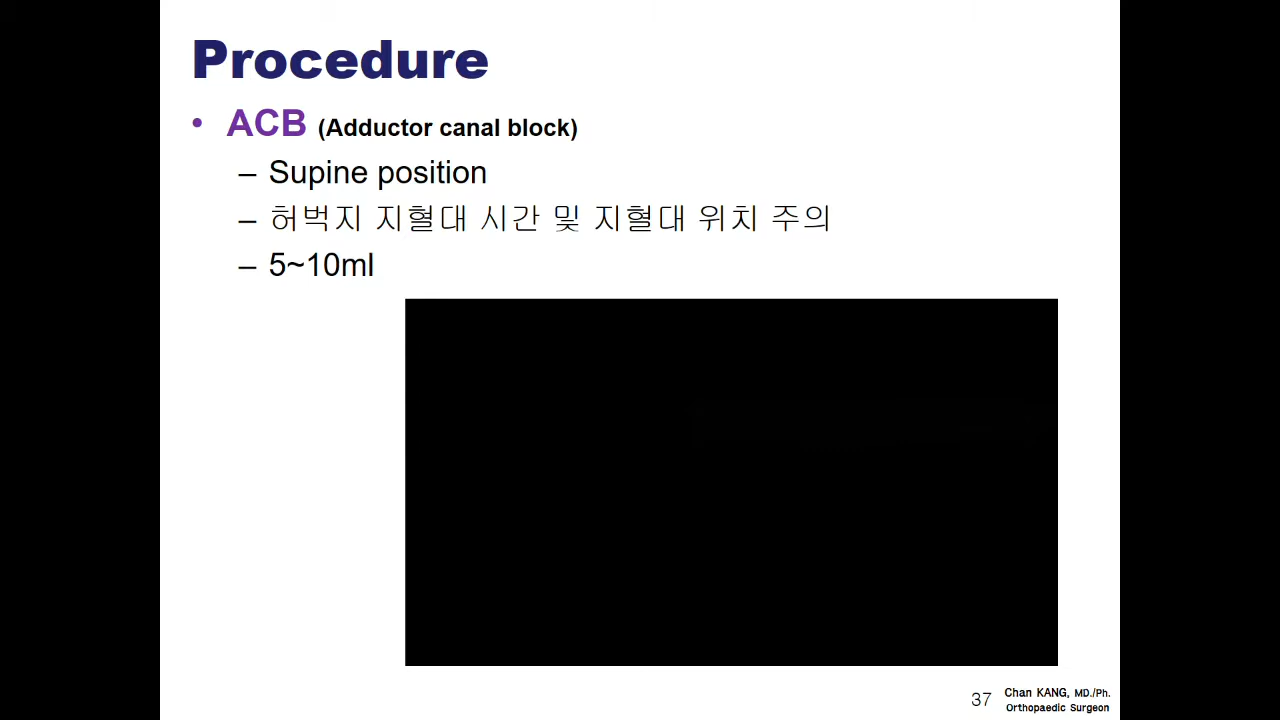 Procedure
• ACB (Adductor canal block)
– Supine position
– 허벅지 지혈대 시간 및 지혈대 위치 주의
– 5~10ml
37
Chan KANG, MD./Ph.
Orthopaedic Surgeon